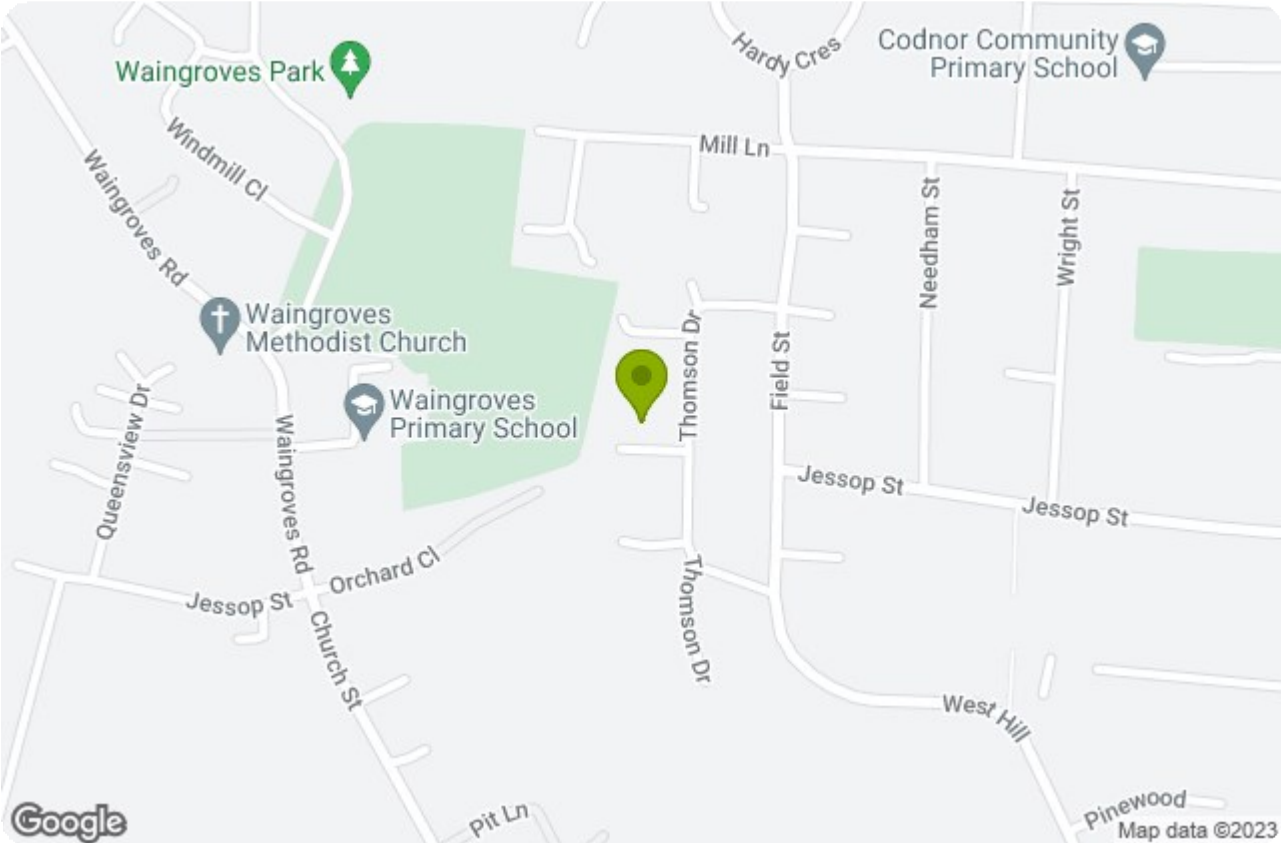 Hardy Cres
Codnor Community
Primary School
Waingroves Park
Mill Ln
Windmill Cl
Waingroves Rd
Needham St
Wright St
Waingroves
Methodist Church
Thomson Dr
Field St
Queensview Dr
Waingroves
Primary School
Waingroves Rd
Jessop St
Jessop St
Orchard Cl
Jessop St
Thomson Dr
Church St
West Hill
Pit Ln
Pinewood
Google
Map data ©2023